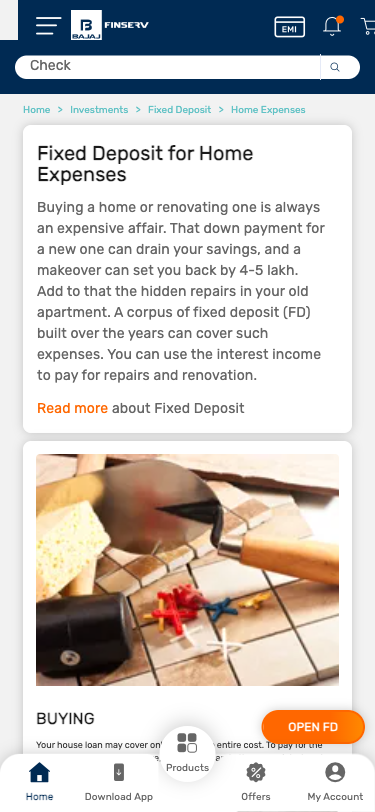 BAJAJ
FINSERV
EMI
Check
Home > Investments > Fixed Deposit > Home Expenses
Fixed Deposit for Home
Expenses
Buying a home or renovating one is always
an expensive affair. That down payment for
a new one can drain your savings, and a
makeover can set you back by 4-5 lakh.
Add to that the hidden repairs in your old
apartment. A corpus of fixed deposit (FD)
built over the years can cover such
expenses. You can use the interest income
to pay for repairs and renovation.
Read more about Fixed Deposit
BUYING
OPEN FD
Your house loan may cover entire cost. To pay for the
Home
Download App
Products
Offers
My Account